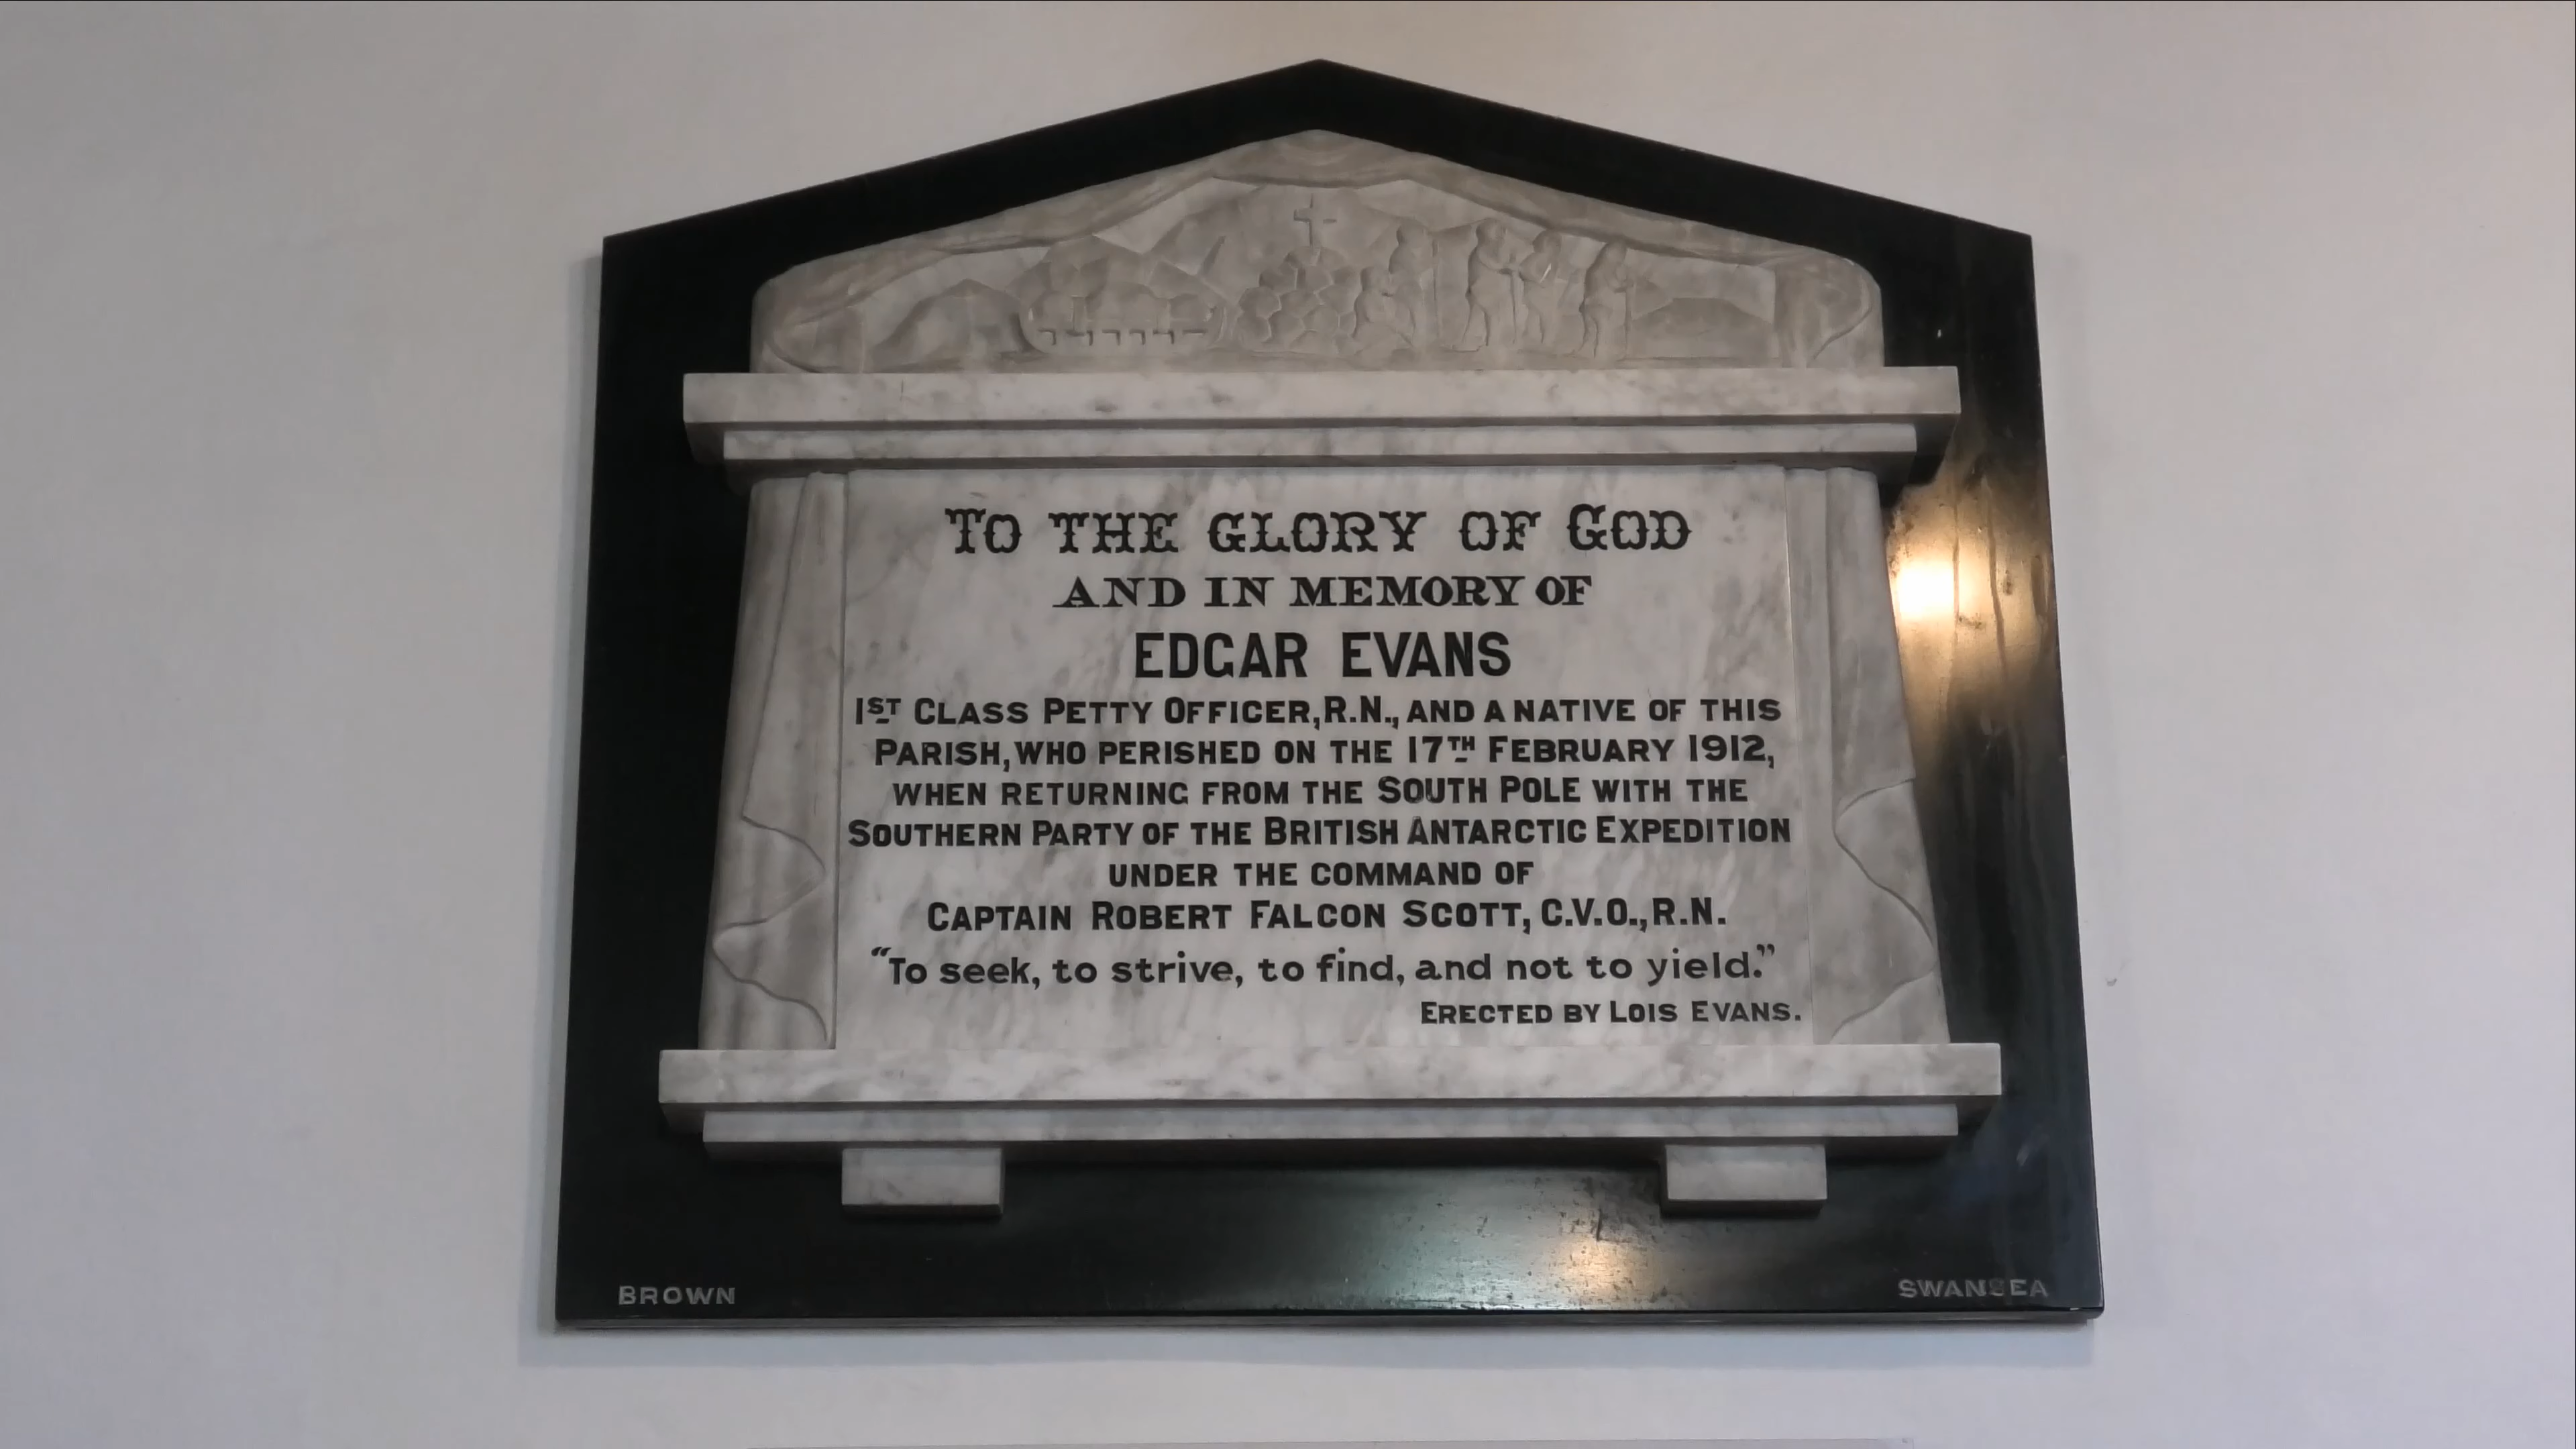 TO THE GLORY OF GOD
AND IN MEMORY OF
EDGAR EVANS
1ST CLASS PETTY OFFICER, R.N., AND A NATIVE OF THIS
PARISH, WHO PERISHED ON THE 17TH FEBRUARY 1912,
WHEN RETURNING FROM THE SOUTH POLE WITH THE
SOUTHERN PARTY OF THE BRITISH ANTARCTIC EXPEDITION
UNDER THE COMMAND OF
CAPTAIN ROBERT FALCON SCOTT, C.V.O., R.N.
“To seek, to strive, to find, and not to yield.”
ERECTED BY LOIS EVANS.
BROWN
SWANSEA